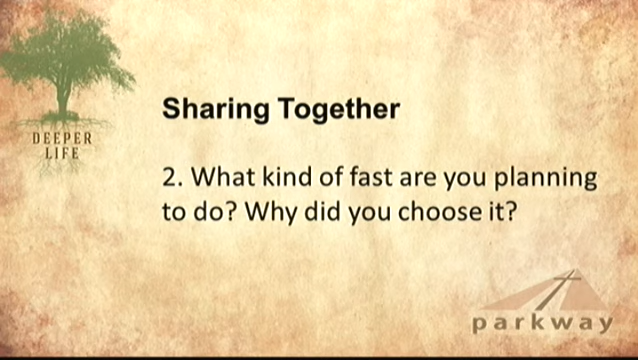 DEEPER
LIFE
Sharing Together
2. What kind of fast are you planning
to do? Why did you choose it?
parkway